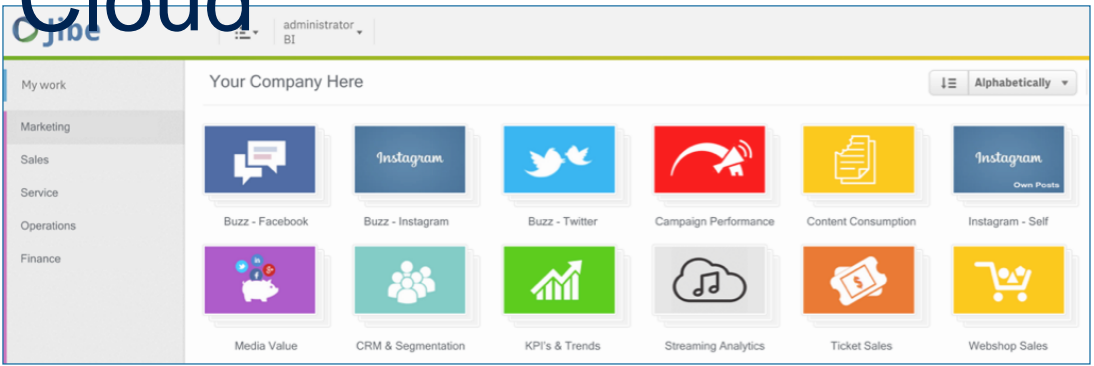 Cloud
Jibe
administrator
BI
My work
Your Company Here
Alphabetically
Marketing
Sales
Service
Operations
Finance
Instagram
Instagram
Own Posts
Buzz - Facebook
Buzz - Instagram
Buzz - Twitter
Campaign Performance
Content Consumption
Instagram - Self
in
f
g+
$
Media Value
CRM & Segmentation
KPI's & Trends
Streaming Analytics
Ticket Sales
Webshop Sales